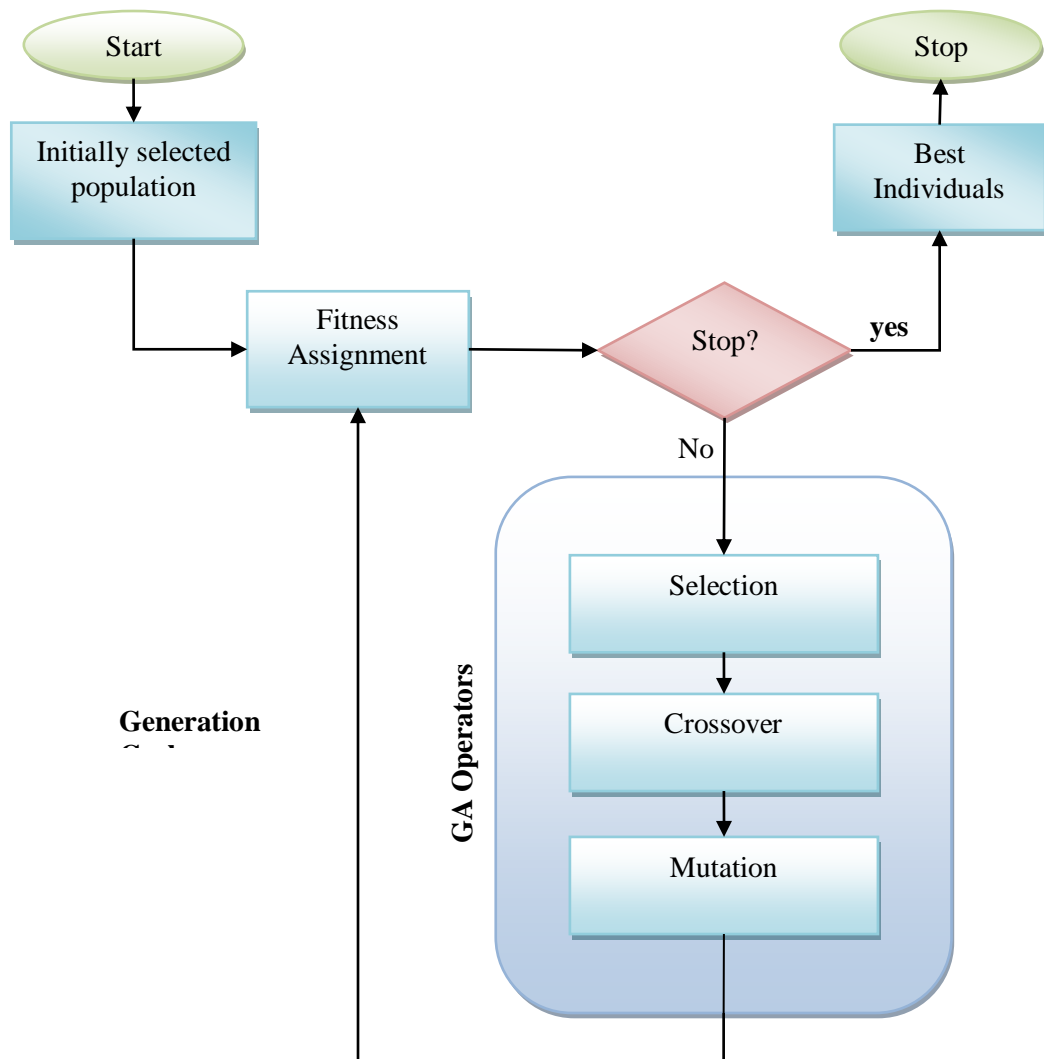 Start
Stop
Initially selected
population
Best
Individuals
Fitness
Assignment
Stop?
yes
No
Selection
Crossover
Mutation
GA Operators
Generation